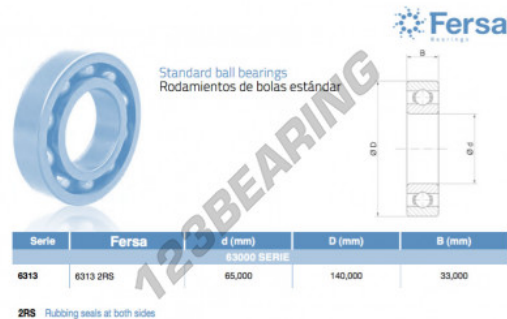 Fersa
Bearings
Standard ball bearings
Rodamientos de bolas estándar
B
Ø D
Ø d
123BEARING
Serie Fersa d (mm) D (mm) B (mm)
63000 SERIE
6313 6313 2RS 65,000 140,000 33,000
2RS Rubbing seals at both sides